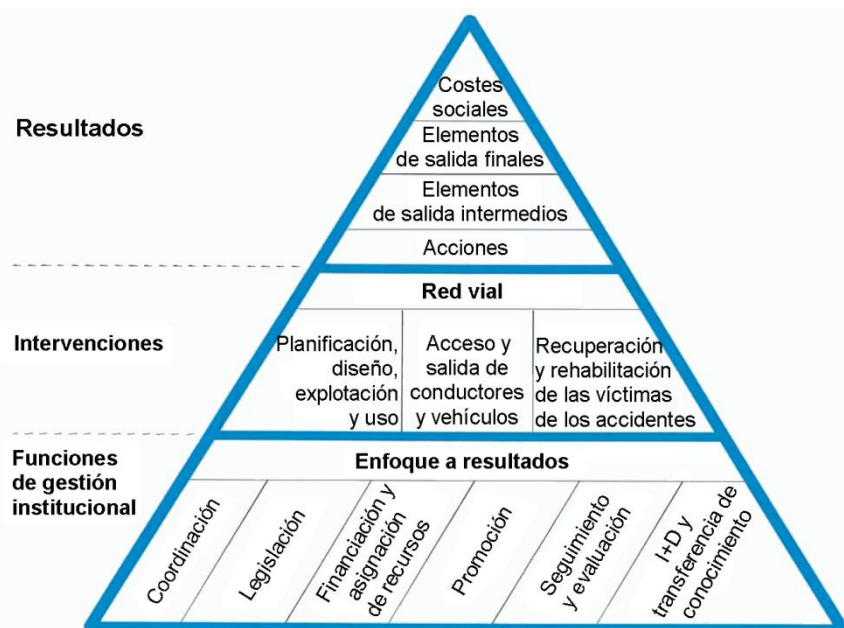 Costes
sociales
Resultados
Elementos
de salida finales
Elementos
de salida intermedios
Acciones
Red vial
Intervenciones
Planificación,
diseño,
explotación
y uso
Acceso y
salida de
conductores
y vehículos
Recuperación
y rehabilitación
de las víctimas
de los accidentes
Funciones
de gestión
institucional
Enfoque a resultados
Coordinación
Legislación
Financiación y
asignación
de recursos
Promoción
Seguimiento
y evaluación
I+D y
transferencia de
conocimiento